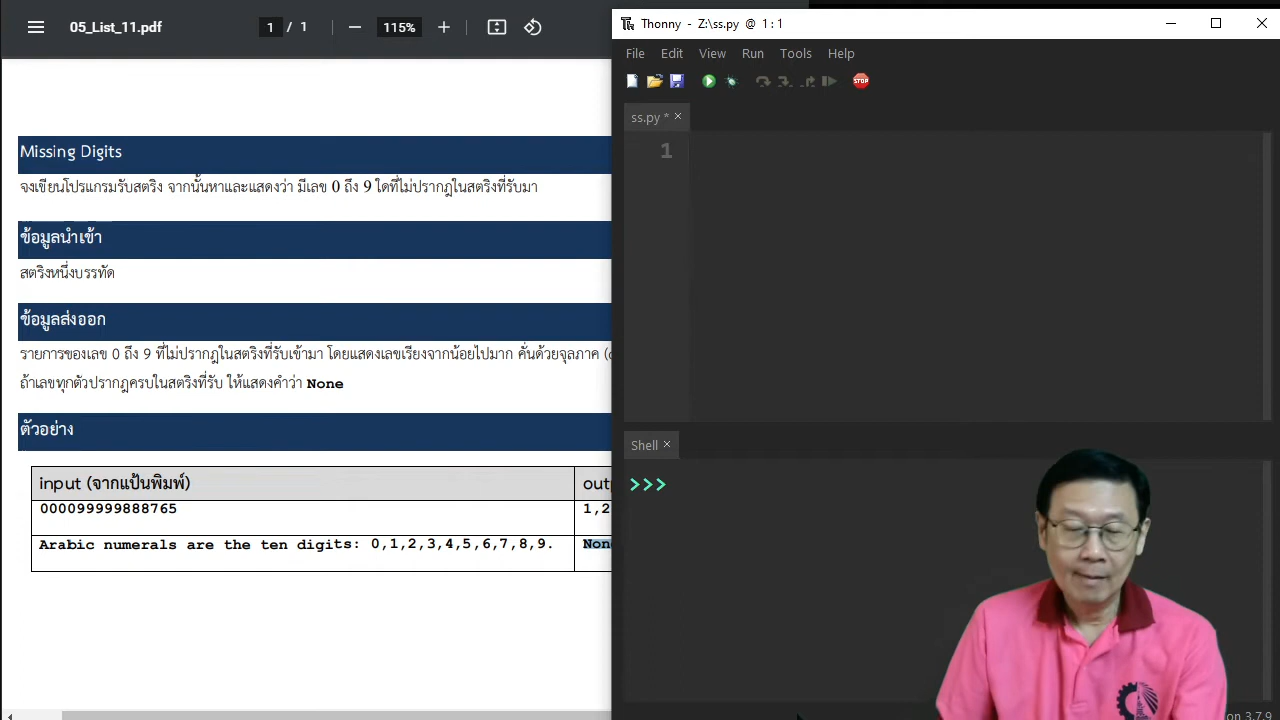 05_List_11.pdf
1 / 1
115%
Thonny - Z:\ss.py @ 1 : 1
File Edit View Run Tools Help
STOP
ss.py *
1
Missing Digits
จงเขียนโปรแกรมรับสตริง จากนั้นหาและแสดงว่า มีเลข 0 ถึง 9 ใดที่ไม่ปรากฏในสตริงที่รับมา
ข้อมูลนำเข้า
สตริงหนึ่งบรรทัด
ข้อมูลส่งออก
รายการของเลข 0 ถึง 9 ที่ไม่ปรากฏในสตริงที่รับเข้ามา โดยแสดงเลขเรียงจากน้อยไปมาก คั่นด้วยจุลภาค (
ถ้าเลขทุกตัวปรากฏครบในสตริงที่รับ ให้แสดงคำว่า None
ตัวอย่าง
input (จากแป้นพิมพ์)
000099999888765
1,2
Arabic numerals are the ten digits: 0,1,2,3,4,5,6,7,8,9.
Shell
>>>
3.7.9